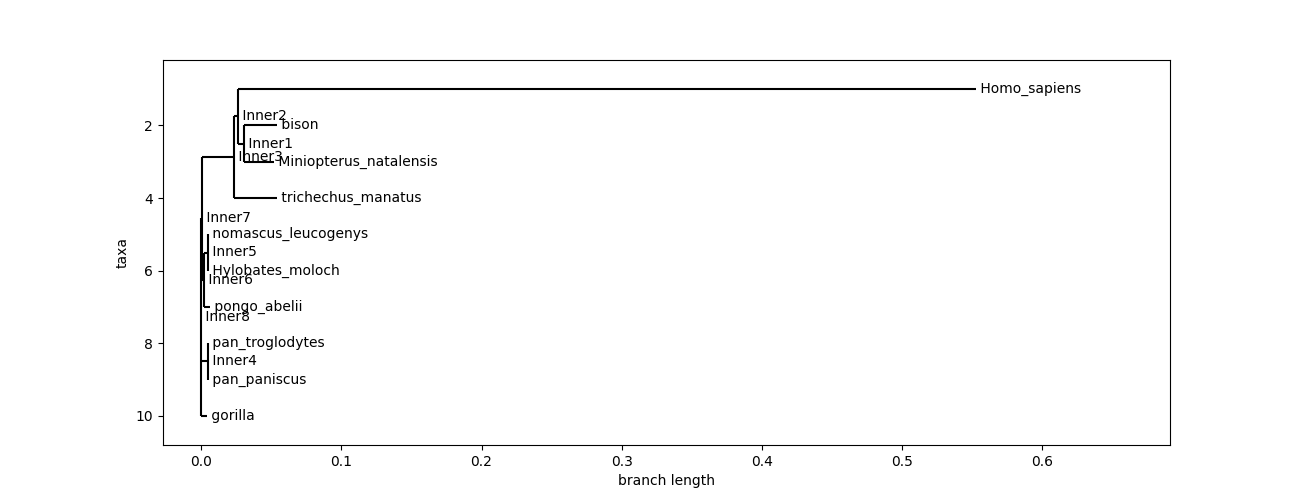 Homo_sapiens
Inner2
bison
2
Inner1
Inner3
Miniopterus_natalensis
trichechus_manatus
4
Inner7
nomascus_leucogenys
Inner5
taxa
Hylobates_moloch
6
Inner6
pongo_abelii
Inner8
pan_troglodytes
8
Inner4
pan_paniscus
gorilla
10
0.0 0.1 0.2 0.3 0.4 0.5 0.6
branch length